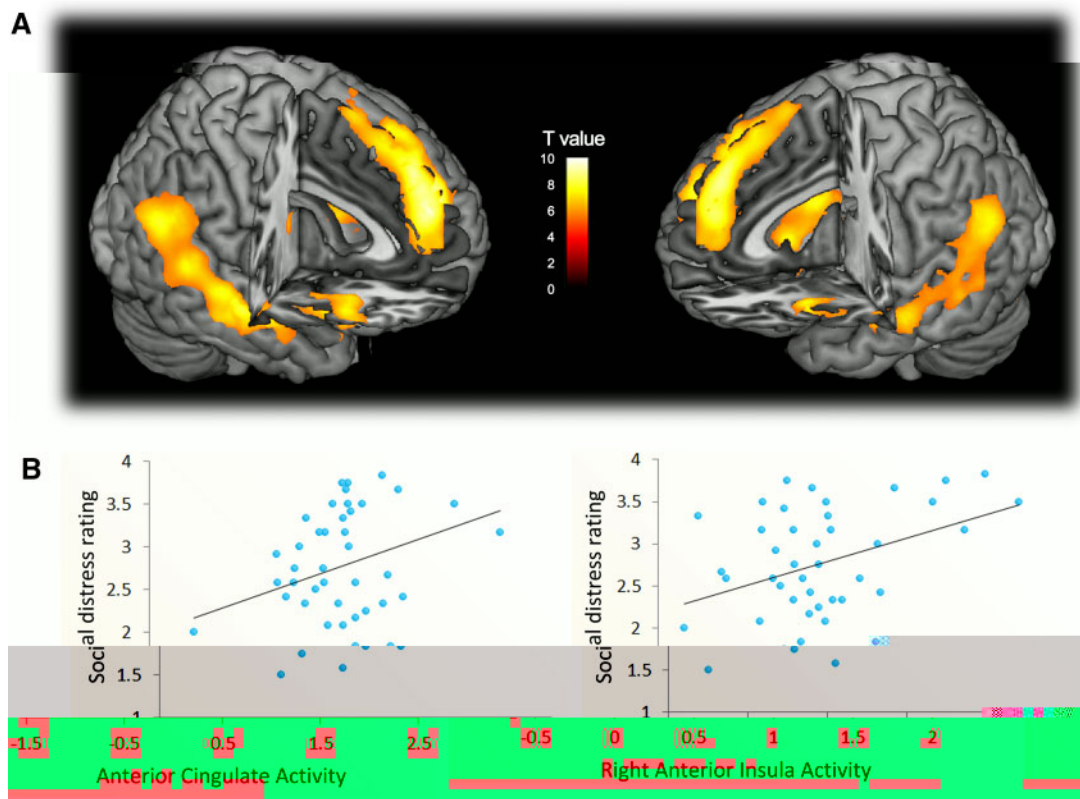 A
T value
10
8
6
4
2
0
B
Social distress rating
4
3.5
3
2.5
2
1.5
1
-1.5 -0.5 0.5 1.5 2.5
Anterior Cingulate Activity
Social distress rating
4
3.5
3
2.5
2
1.5
1
-0.5 0 0.5 1 1.5 2
Right Anterior Insula Activity